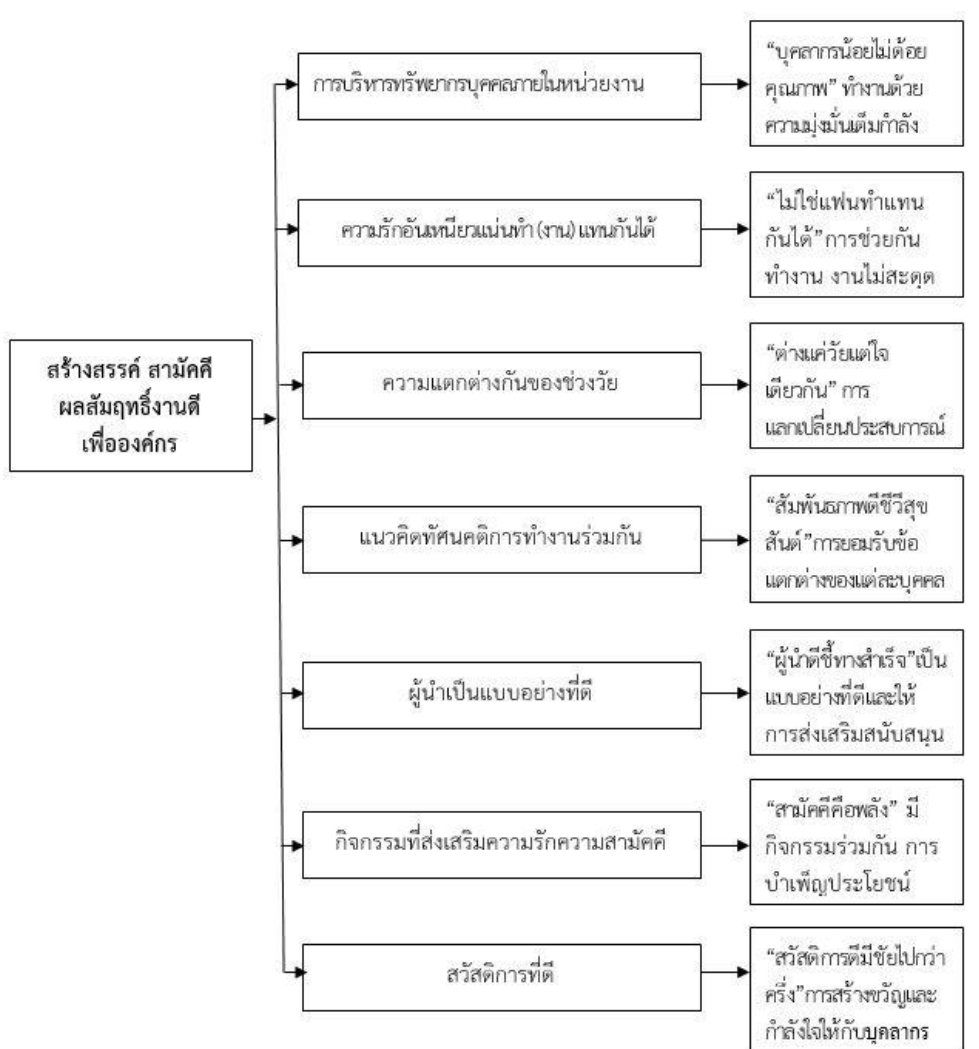 สร้างสรรค์ สามัคคี
ผลสัมฤทธิ์งานดี
เพื่อองค์กร
การบริหารทรัพยากรบุคคลภายในหน่วยงาน
“บุคลากรน้อยไม่ด้อย
คุณภาพ” ทำงานด้วย
ความมุ่งมั่นเต็มกำลัง
ความรักอันเหนียวแน่นทำ (งาน) แทนกันได้
“ไม่ใช่แฟนทำแทน
กันได้”การช่วยกัน
ทำงาน งานไม่สะดุด
ความแตกต่างกันของช่วงวัย
“ต่างแค่วัยแต่ใจ
เดียวกัน” การ
แลกเปลี่ยนประสบการณ์
แนวคิดทัศนคติการทำงานร่วมกัน
“สัมพันธภาพดีชีวีสุข
สันต์”การยอมรับข้อ
แตกต่างของแต่ละบุคคล
ผู้นำเป็นแบบอย่างที่ดี
“ผู้นำดีชี้ทางสำเร็จ”เป็น
แบบอย่างที่ดีและให้
การส่งเสริมสนับสนุน
กิจกรรมที่ส่งเสริมความรักความสามัคคี
“สามัคคีคือพลัง” มี
กิจกรรมร่วมกัน การ
บำเพ็ญประโยชน์
สวัสดิการที่ดี
“สวัสดิการดีมีชัยไปกว่า
ครึ่ง”การสร้างขวัญและ
กำลังใจให้กับบุคลากร